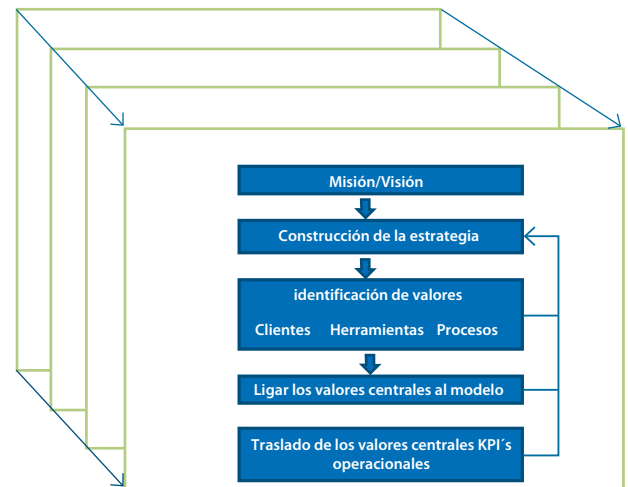 Misión/Visión
Construcción de la estrategia
identificación de valores
Clientes Herramientas Procesos
Ligar los valores centrales al modelo
Traslado de los valores centrales KPI´s
operacionales